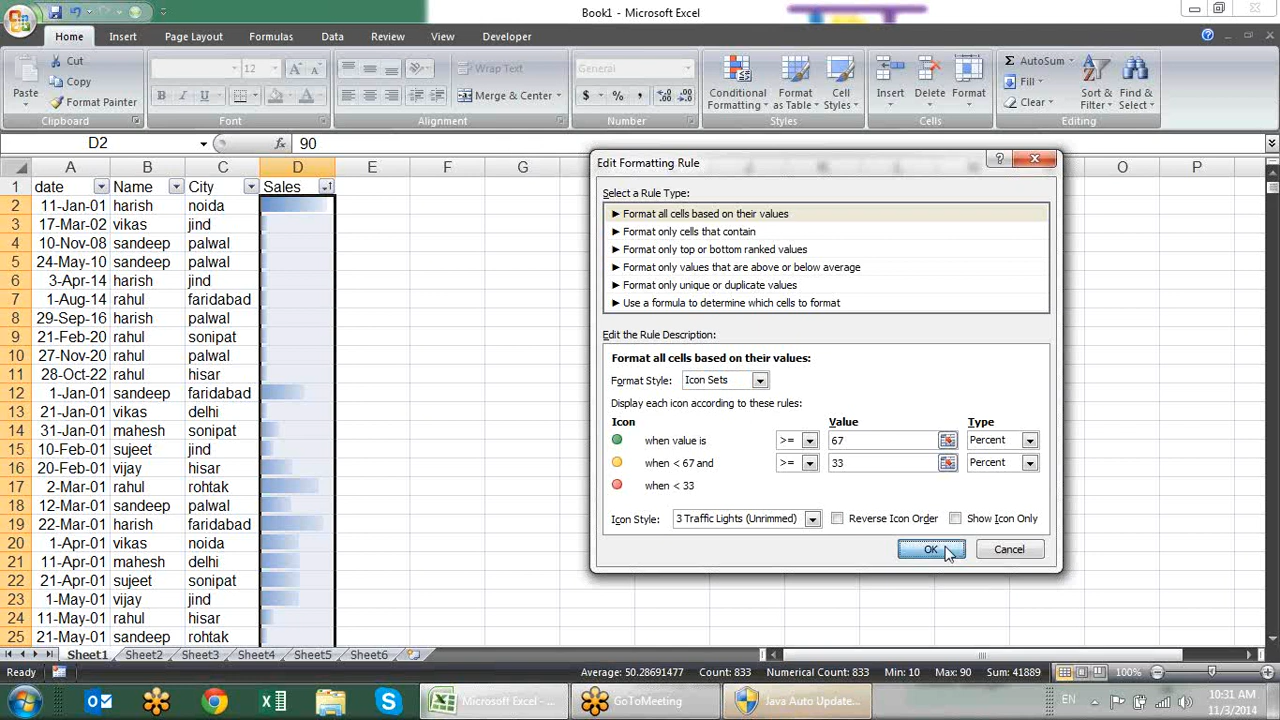 Book1 - Microsoft Excel
Home Insert Page Layout Formulas Data Review View Developer
Cut
Copy
Format Painter
Paste
Clipboard
12
Font
Wrap Text
Merge & Center
Alignment
General
Number
Conditional Formatting
Format as Table
Cell Styles
Styles
Insert Delete Format
Cells
AutoSum
Fill
Clear
Sort & Filter
Find & Select
Editing
D2 fx 90
A B C D E F G O P
1 date Name City Sales
2 11-Jan-01 harish noida
3 17-Mar-02 vikas jind
4 10-Nov-08 sandeep palwal
5 24-May-10 sandeep palwal
6 3-Apr-14 harish jind
7 1-Aug-14 rahul faridabad
8 29-Sep-16 harish palwal
9 21-Feb-20 rahul sonipat
10 27-Nov-20 rahul palwal
11 28-Oct-22 rahul hisar
12 1-Jan-01 sandeep faridabad
13 21-Jan-01 vikas delhi
14 31-Jan-01 mahesh sonipat
15 10-Feb-01 sujeet jind
16 20-Feb-01 vijay hisar
17 2-Mar-01 rahul rohtak
18 12-Mar-01 sandeep palwal
19 22-Mar-01 harish faridabad
20 1-Apr-01 vikas noida
21 11-Apr-01 mahesh delhi
22 21-Apr-01 sujeet sonipat
23 1-May-01 vijay jind
24 11-May-01 rahul hisar
25 21-May-01 sandeep rohtak
Edit Formatting Rule
Select a Rule Type:
► Format all cells based on their values
► Format only cells that contain
► Format only top or bottom ranked values
► Format only values that are above or below average
► Format only unique or duplicate values
► Use a formula to determine which cells to format
Edit the Rule Description:
Format all cells based on their values:
Format Style: Icon Sets
Display each icon according to these rules:
Icon Value Type
when value is >= 67 Percent
when < 67 and >= 33 Percent
when < 33
Icon Style: 3 Traffic Lights (Unrimmed) Reverse Icon Order Show Icon Only
OK Cancel
Sheet1 Sheet2 Sheet3 Sheet4 Sheet5 Sheet6
Ready Average: 50.28691477 Count: 833 Numerical Count: 833 Min: 10 Max: 90 Sum: 41889 100%
Microsoft Excel - ... GoToMeeting Java Auto Update... EN 10:31 AM
11/3/2014